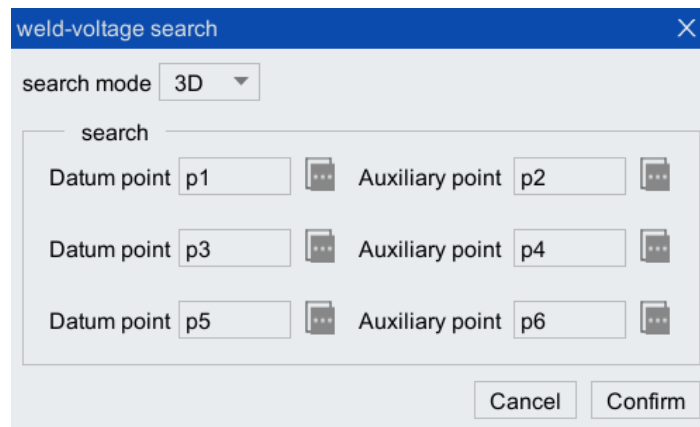 weld-voltage search
search mode 3D
search
Datum point p1 Auxiliary point p2
Datum point p3 Auxiliary point p4
Datum point p5 Auxiliary point p6
Cancel Confirm